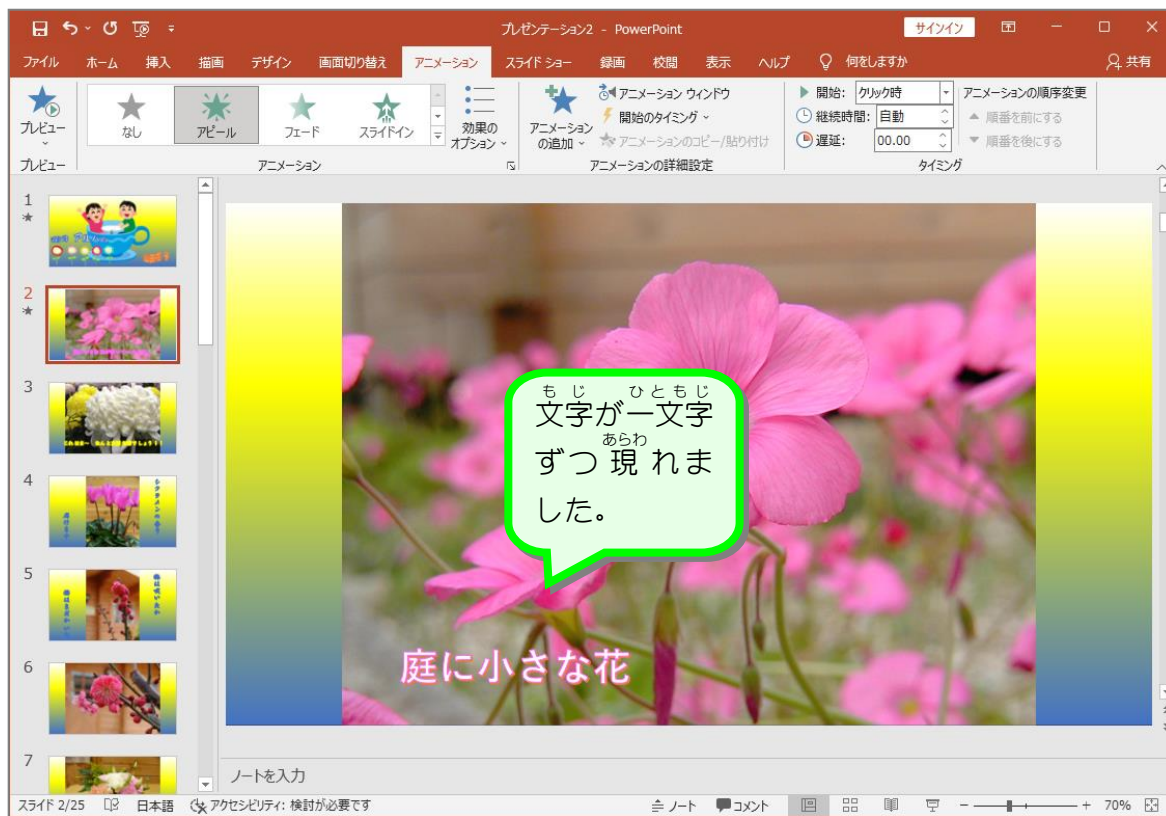 プレゼンテーション2 - PowerPoint
サインイン
ファイル ホーム 挿入 描画 デザイン 画面切り替え アニメーション スライド ショー 録画 校閲 表示 ヘルプ 何をしますか 共有
プレビュー
なし
アピール
フェード
スライドイン
効果の
オプション
アニメーション
の追加
アニメーション ウィンドウ
開始のタイミング
アニメーションのコピー/貼り付け
開始: クリック時
継続時間: 自動
遅延: 00.00
アニメーションの順序変更
順番を前にする
順番を後にする
プレビュー
アニメーション
アニメーションの詳細設定
タイミング
1
2
3
4
5
6
7
もじ ひともじ
文字が一文字
あらわ
ずつ現れま
した。
庭に小さな花
ノートを入力
スライド 2/25 日本語 アクセシビリティ: 検討が必要です ノート コメント 70%